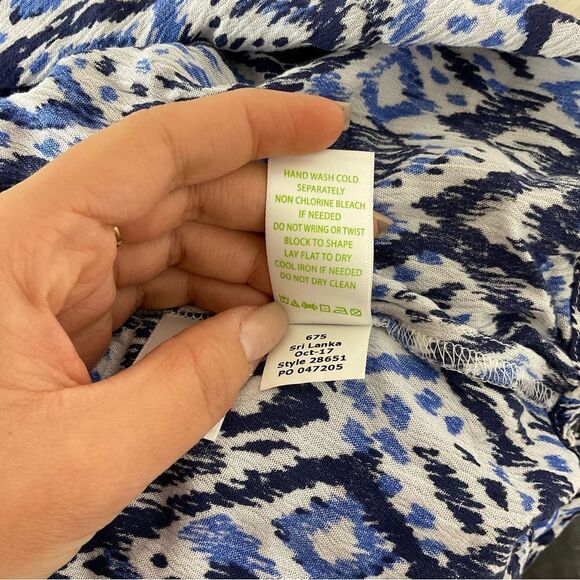 HAND WASH COLD
SEPARATELY
NON CHLORINE BLEACH
IF NEEDED
DO NOT WRING OR TWIST
BLOCK TO SHAPE
LAY FLAT TO DRY
COOL IRON IF NEEDED
DO NOT DRY CLEAN
675
Sri Lanka
Oct-17
Style 28651
PO 047205